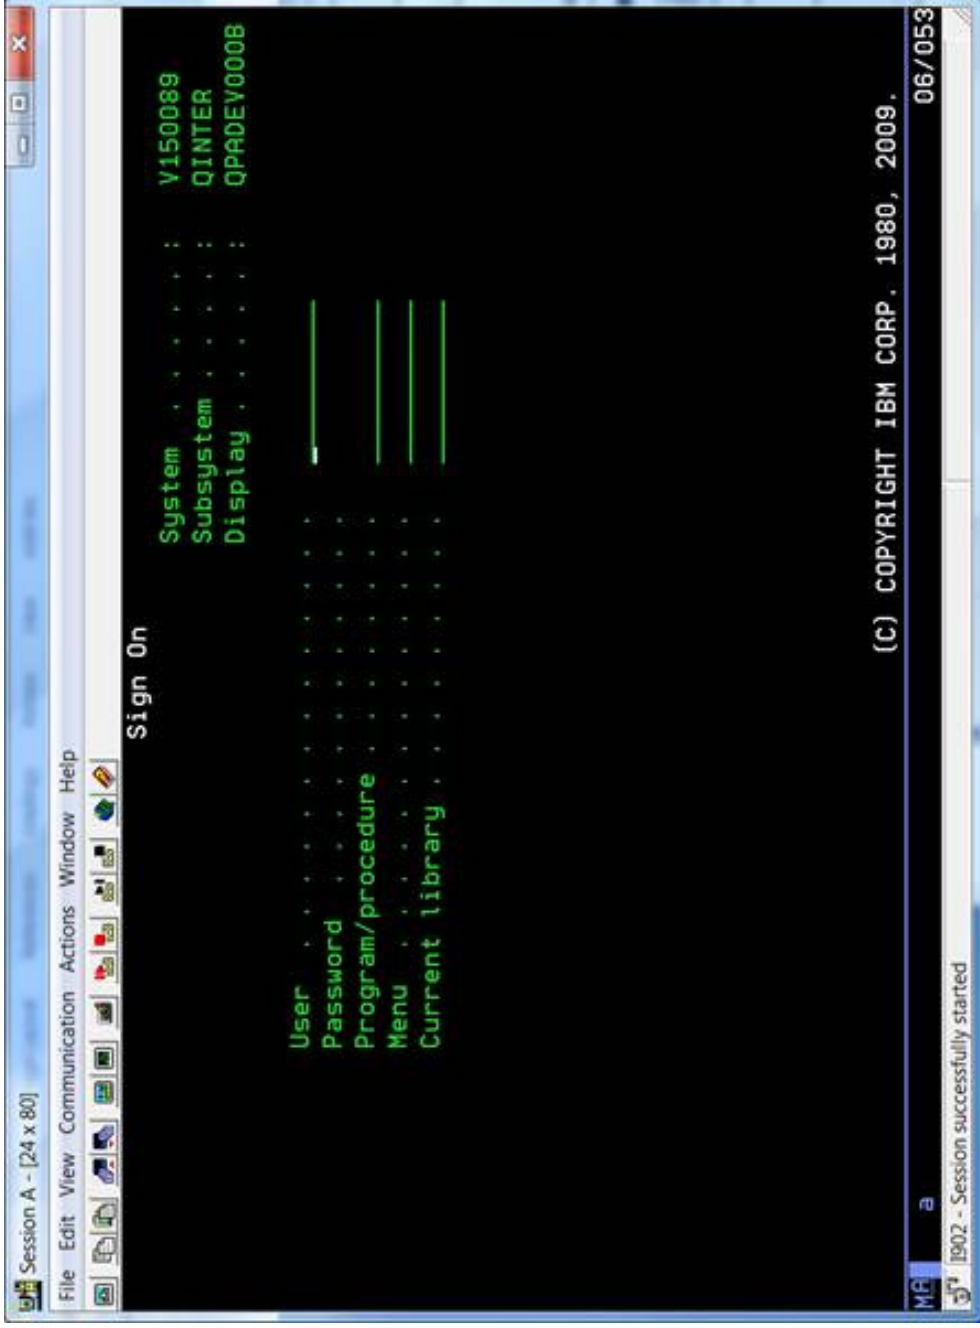 Session A - [24 x 80]
File Edit View Communication Actions Window Help
Sign On
System . . . . . : V150089
Subsystem . . . . : QINTER
Display . . . . . : QPADEV000B
User . . . . . . . . . . . . . .
Password . . . . . . . . . . . .
Program/procedure . . . . . . . .
Menu . . . . . . . . . . . . . .
Current library . . . . . . . . .
(C) COPYRIGHT IBM CORP. 1980, 2009.
MA a 06/053
I902 - Session successfully started